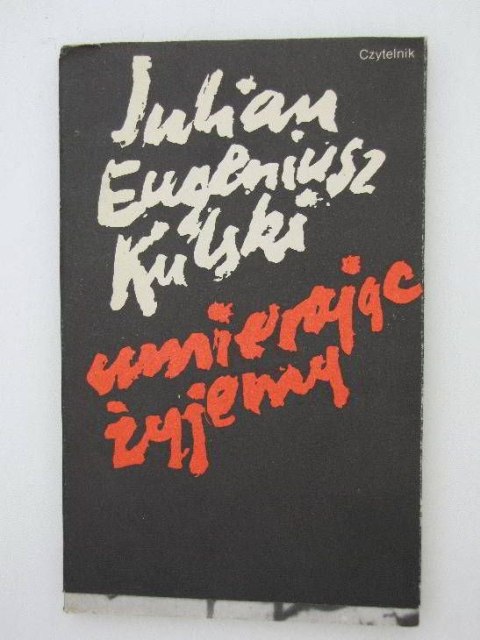 Czytelnik
Julian
Eugeniusz
Kulski
umierając
żyjemy